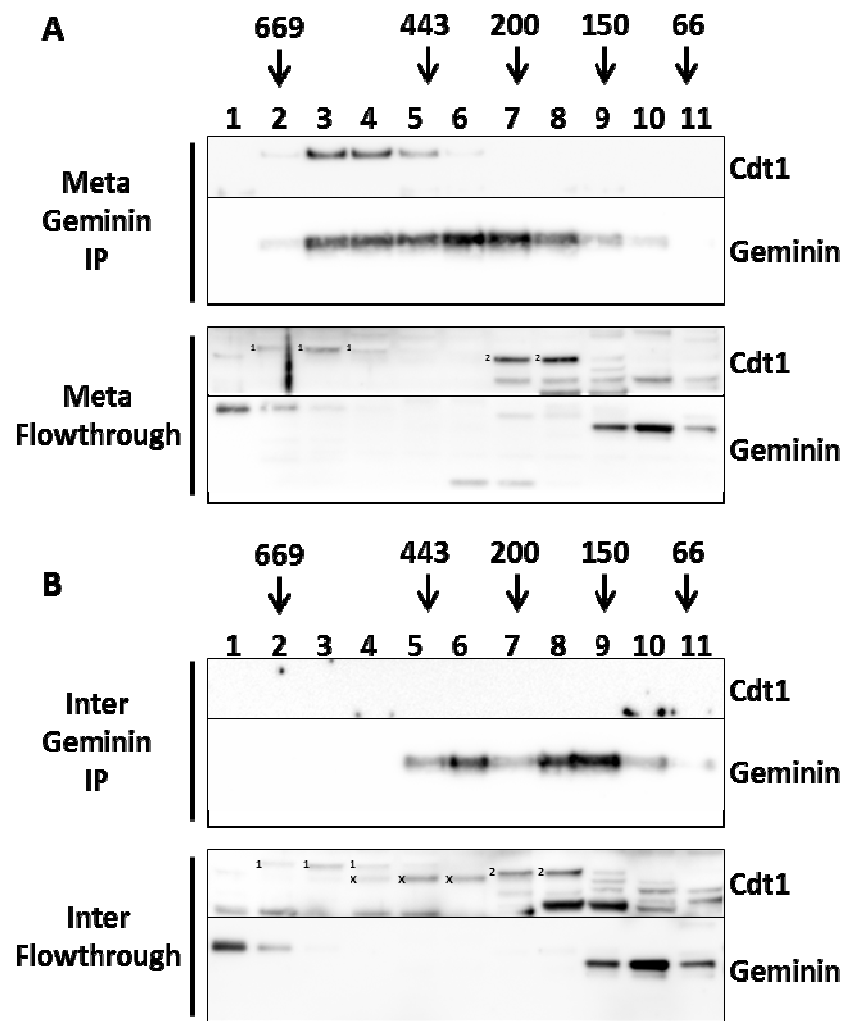 A
669 443 200 150 66
1 2 3 4 5 6 7 8 9 10 11
Meta
Geminin
IP
Cdt1
Geminin
Meta
Flowthrough
1 1 1 2 2
Cdt1
Geminin
B
669 443 200 150 66
1 2 3 4 5 6 7 8 9 10 11
Inter
Geminin
IP
Cdt1
Geminin
Inter
Flowthrough
1 1 1 2 2
x x x
Cdt1
Geminin